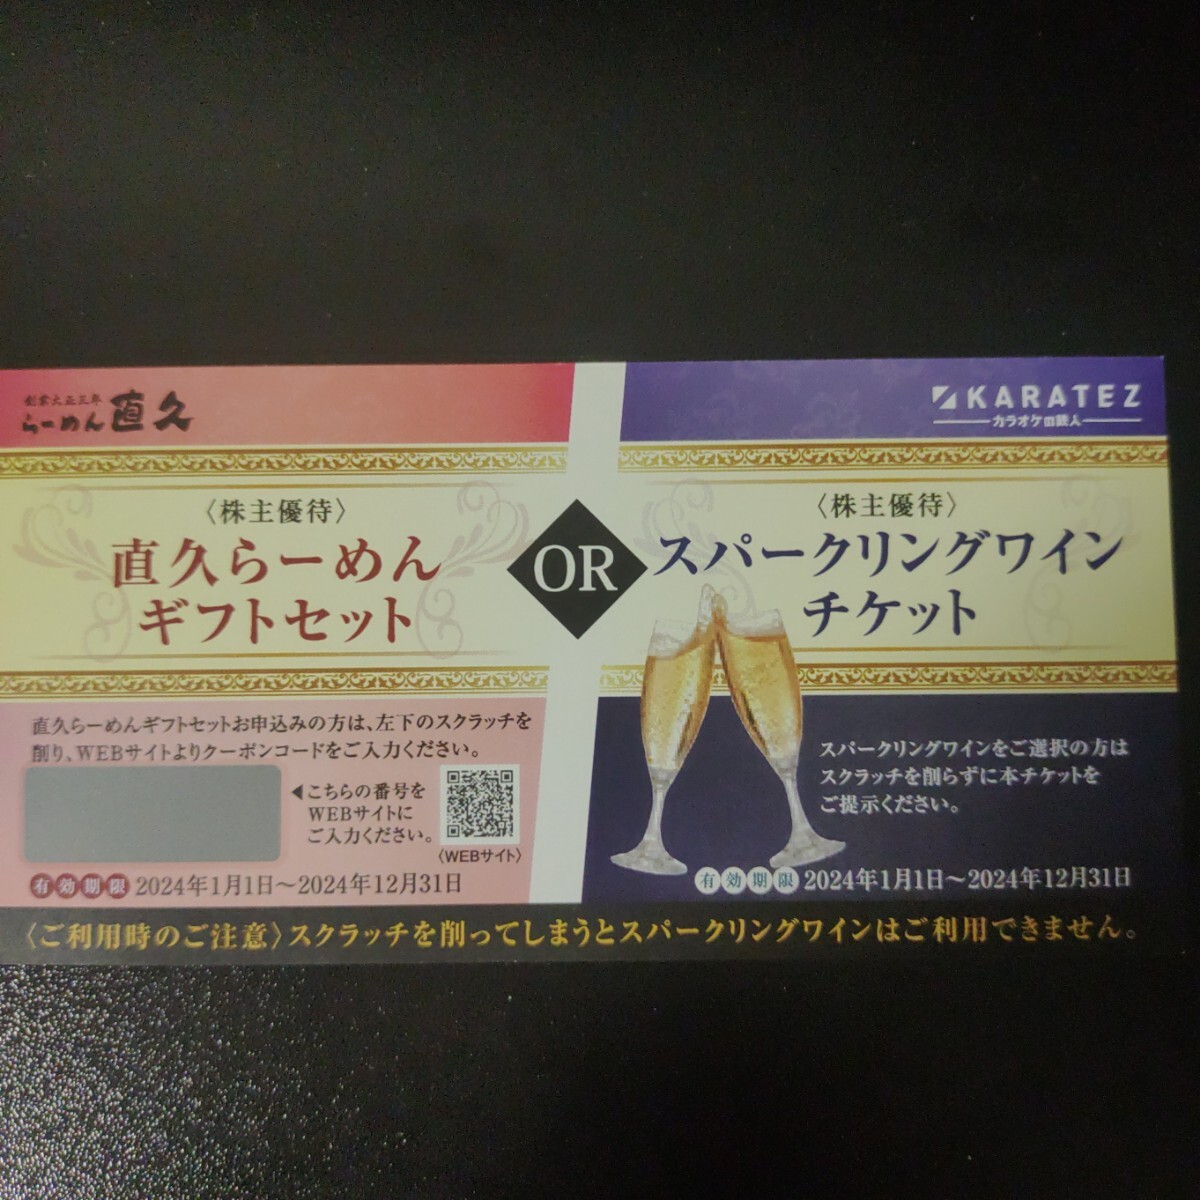 創業大正三年
らーめん 直久
〈株主優待〉
直久らーめん
ギフトセット
直久らーめんギフトセットお申込みの方は、左下のスクラッチを
削り、WEBサイトよりクーポンコードをご入力ください。
◀こちらの番号を
WEBサイトに
ご入力ください。
〈WEBサイト〉
有効期限 2024年1月1日～2024年12月31日
OR
KARATEZ
カラオケの鉄人
〈株主優待〉
スパークリングワイン
チケット
スパークリングワインをご選択の方は
スクラッチを削らずに本チケットを
ご提示ください。
有効期限 2024年1月1日～2024年12月31日
〈ご利用時のご注意〉スクラッチを削ってしまうとスパークリングワインはご利用できません。